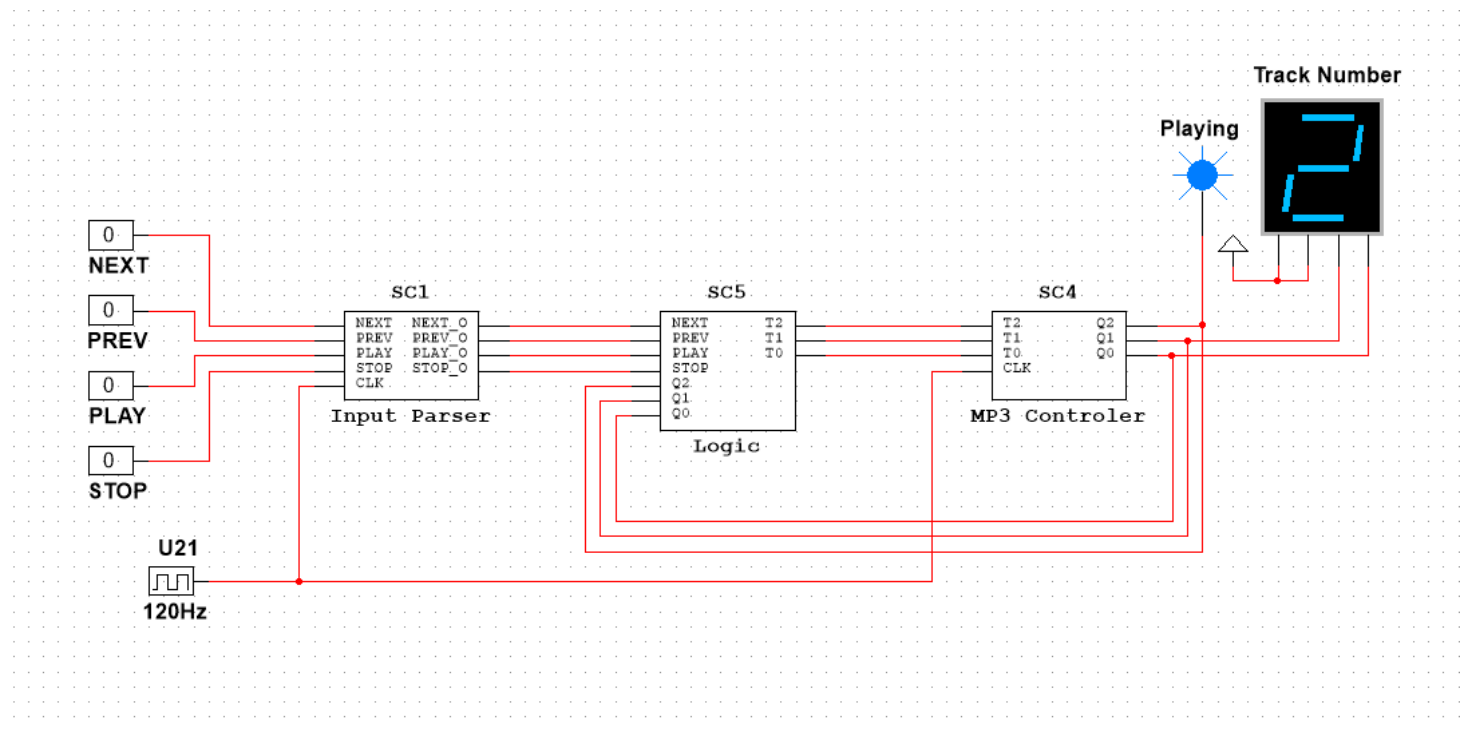 Track Number
2
Playing
0
NEXT
0
PREV
0
PLAY
0
STOP
U21
120Hz
SC1
NEXT NEXT_O
PREV PREV_O
PLAY PLAY_O
STOP STOP_O
CLK
Input Parser
SC5
NEXT T2
PREV T1
PLAY T0
STOP
Q2
Q1
Q0
Logic
SC4
T2 Q2
T1 Q1
T0 Q0
CLK
MP3 Controler